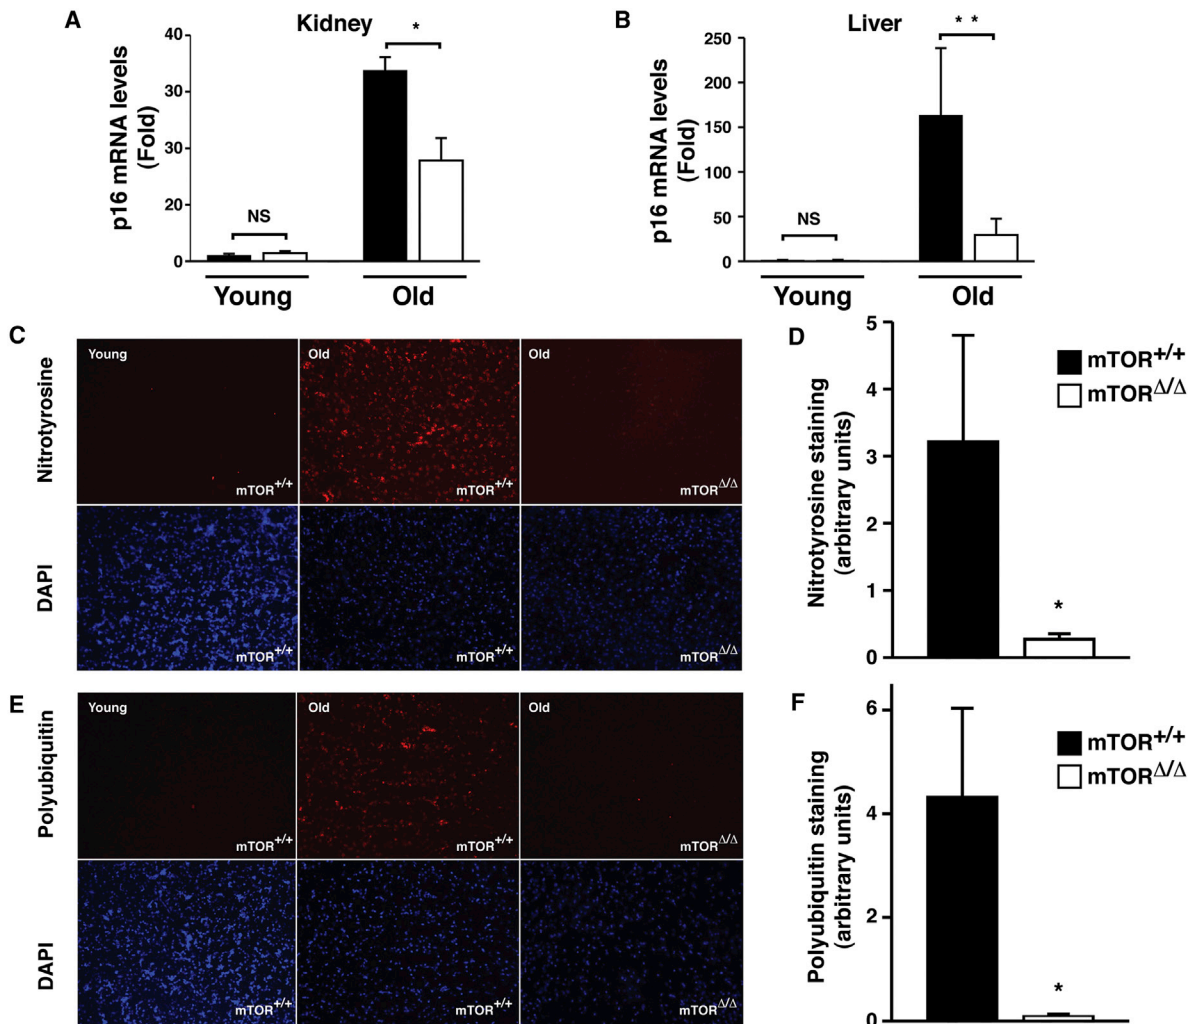 A
Kidney
*
p16 mRNA levels
(Fold)
40
30
30
20
0
NS
Young
Old
B
Liver
* *
p16 mRNA levels
(Fold)
250
200
150
100
50
0
NS
Young
Old
C
Nitrotyrosine
Young
mTOR+/+
Old
mTOR+/+
Old
mTORΔ/Δ
DAPI
mTOR+/+
mTOR+/+
mTORΔ/Δ
D
Nitrotyrosine staining
(arbitrary units)
5
4
3
2
1
0
mTOR+/+
mTORΔ/Δ
*
E
Polyubiquitin
Young
mTOR+/+
Old
mTOR+/+
Old
mTORΔ/Δ
DAPI
mTOR+/+
mTOR+/+
mTORΔ/Δ
F
Polyubiquitin staining
(arbitrary units)
6
4
2
0
mTOR+/+
mTORΔ/Δ
*